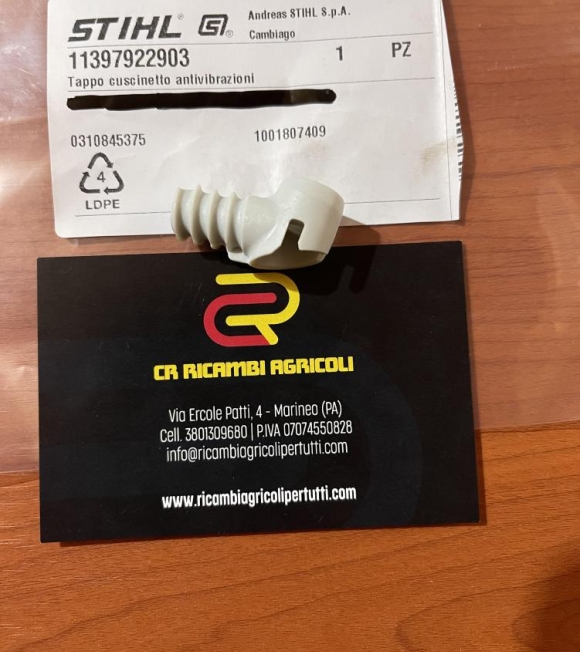 STIHL S®
Andreas STIHL S.p.A.
Cambiago
11397922903 1 PZ
Tappo cuscinetto antivibrazioni
0310845375 1001807409
4
LDPE
CR RICAMBI AGRICOLI
Via Ercole Patti, 4 - Marineo (PA)
Cell. 3801309680 | P.IVA 07074550828
info@ricambiagricolipertutti.com
www.ricambiagricolipertutti.com